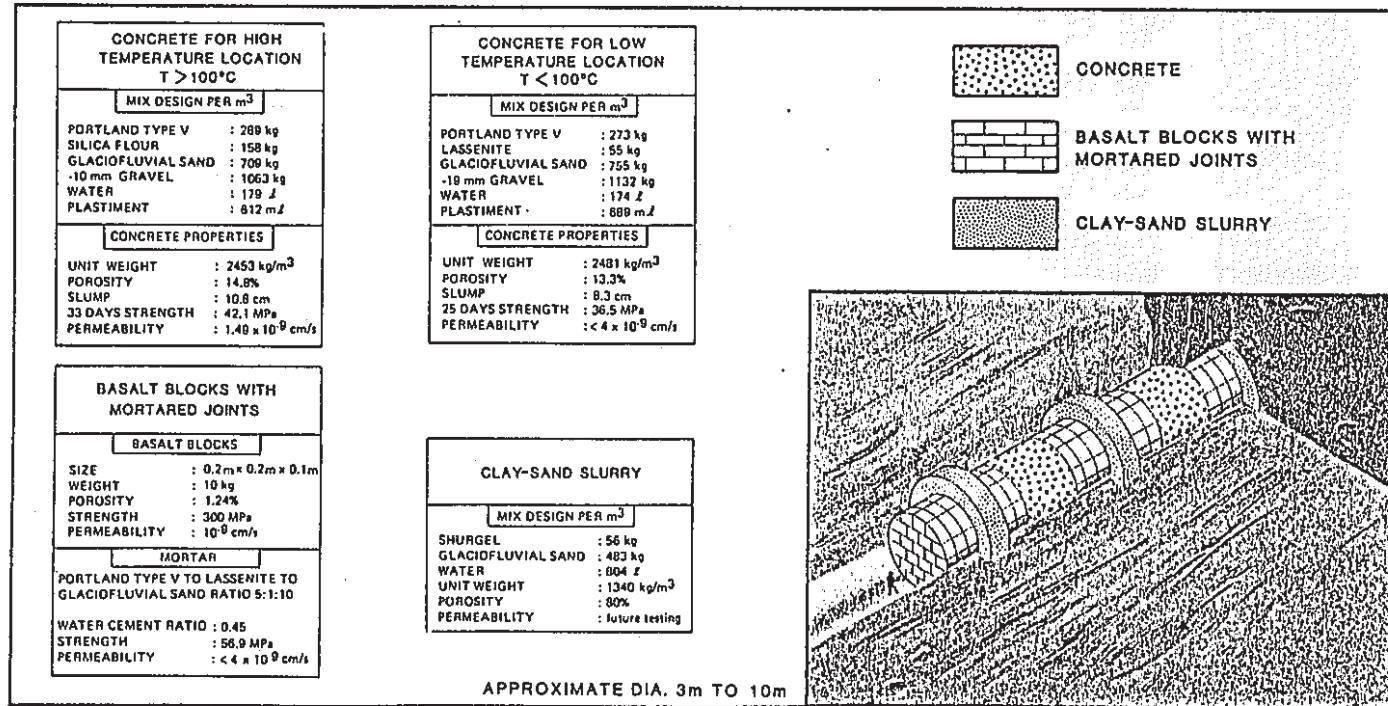 CONCRETE FOR HIGH
TEMPERATURE LOCATION
T > 100°C
MIX DESIGN PER m³
PORTLAND TYPE V : 289 kg
SILICA FLOUR : 158 kg
GLACIOFLUVIAL SAND : 709 kg
-10 mm GRAVEL : 1063 kg
WATER : 179 ℓ
PLASTIMENT : 812 mℓ
CONCRETE PROPERTIES
UNIT WEIGHT : 2453 kg/m³
POROSITY : 14.8%
SLUMP : 10.8 cm
33 DAYS STRENGTH : 42.1 MPa
PERMEABILITY : 1.49 x 10⁻⁹ cm/s
CONCRETE FOR LOW
TEMPERATURE LOCATION
T < 100°C
MIX DESIGN PER m³
PORTLAND TYPE V : 273 kg
LASSENITE : 55 kg
GLACIOFLUVIAL SAND : 755 kg
-19 mm GRAVEL : 1132 kg
WATER : 174 ℓ
PLASTIMENT : 889 mℓ
CONCRETE PROPERTIES
UNIT WEIGHT : 2481 kg/m³
POROSITY : 13.3%
SLUMP : 8.3 cm
25 DAYS STRENGTH : 36.5 MPa
PERMEABILITY : < 4 x 10⁻⁹ cm/s
CONCRETE
BASALT BLOCKS WITH
MORTARED JOINTS
CLAY-SAND SLURRY
BASALT BLOCKS WITH
MORTARED JOINTS
BASALT BLOCKS
SIZE : 0.2m x 0.2m x 0.1m
WEIGHT : 10 kg
POROSITY : 1.24%
STRENGTH : 300 MPa
PERMEABILITY : 10⁻⁹ cm/s
MORTAR
PORTLAND TYPE V TO LASSENITE TO
GLACIOFLUVIAL SAND RATIO 5:1:10
WATER CEMENT RATIO : 0.45
STRENGTH : 56.9 MPa
PERMEABILITY : < 4 x 10⁻⁹ cm/s
CLAY-SAND SLURRY
MIX DESIGN PER m³
SHURGEL : 56 kg
GLACIOFLUVIAL SAND : 483 kg
WATER : 804 ℓ
UNIT WEIGHT : 1340 kg/m³
POROSITY : 80%
PERMEABILITY : future testing
APPROXIMATE DIA. 3m TO 10m